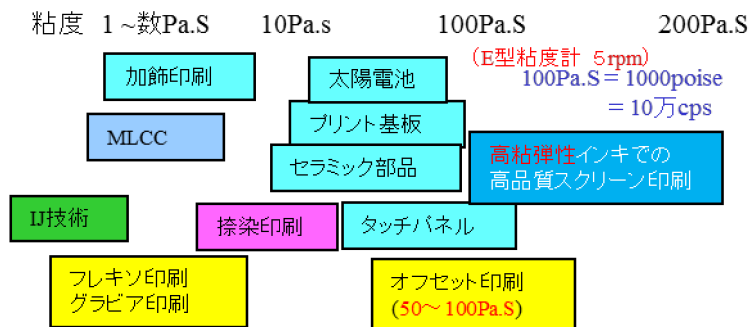 粘度 1 ~数Pa.S 10Pa.s 100Pa.S 200Pa.S
(E型粘度計 5rpm)
100Pa.S = 1000poise
= 10万cps
加飾印刷
太陽電池
プリント基板
MLCC
セラミック部品
高粘弾性インキでの
高品質スクリーン印刷
IJ技術
捺染印刷
タッチパネル
フレキソ印刷
グラビア印刷
オフセット印刷
(50～100Pa.S)